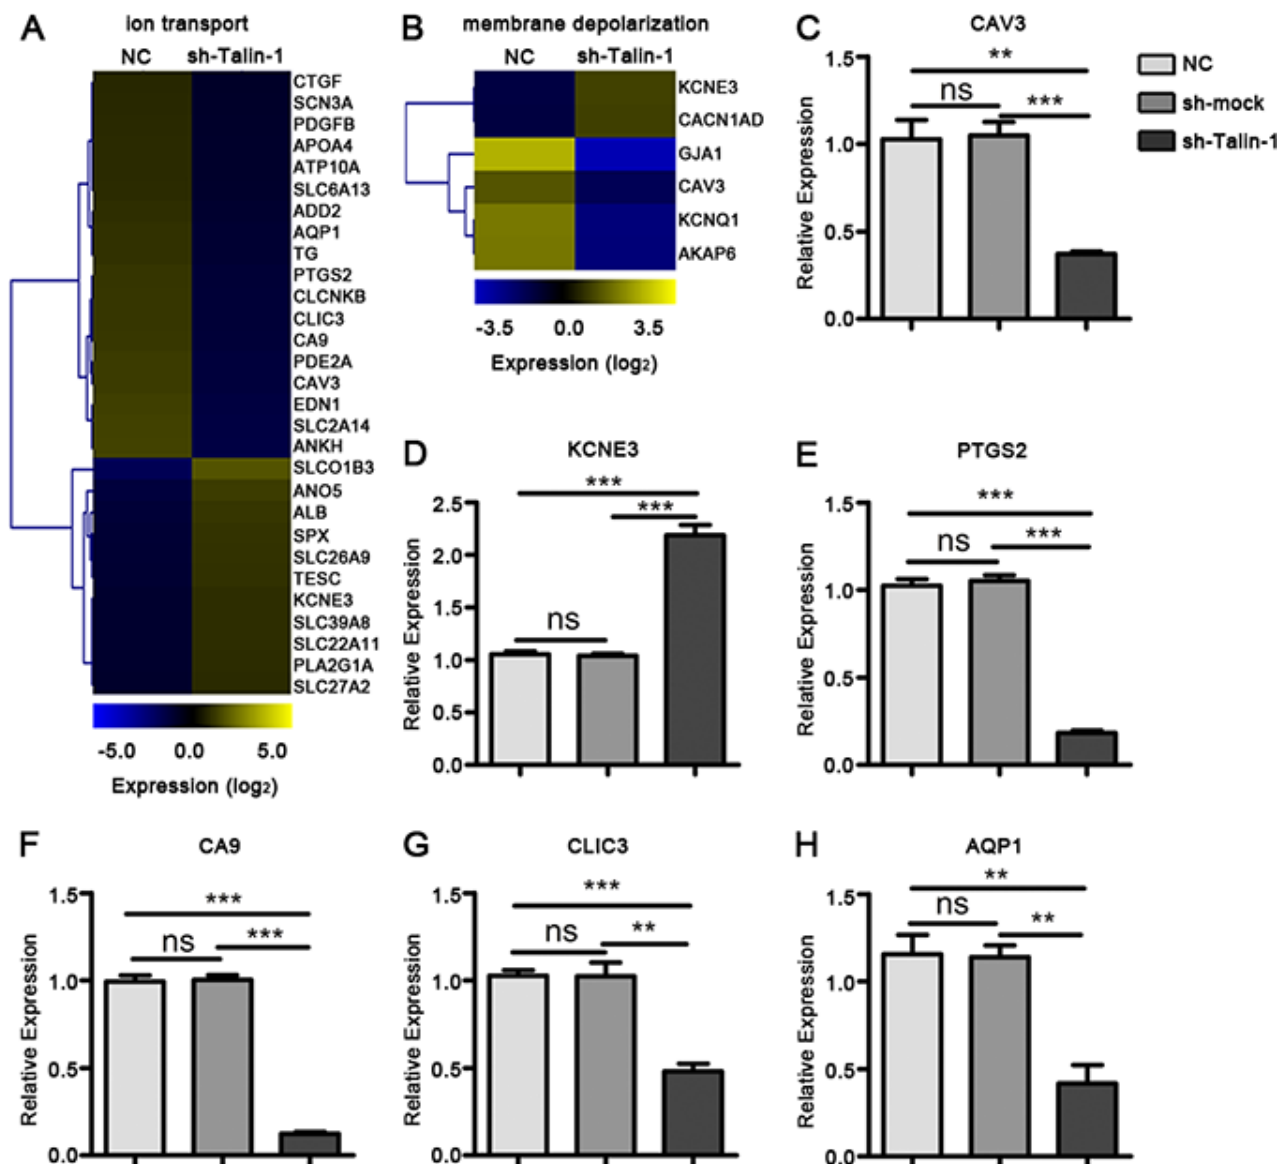 A
ion transport
NC sh-Talin-1
CTGF
SCN3A
PDGFB
APOA4
ATP10A
SLC6A13
ADD2
AQP1
TG
PTGS2
CLCNKB
CLIC3
CA9
PDE2A
CAV3
EDN1
SLC2A14
ANKH
SLCO1B3
ANO5
ALB
SPX
SLC26A9
TESC
KCNE3
SLC39A8
SLC22A11
PLA2G1A
SLC27A2
-5.0 0.0 5.0
Expression (log2)
B
membrane depolarization
NC sh-Talin-1
KCNE3
CACN1AD
GJA1
CAV3
KCNQ1
AKAP6
-3.5 0.0 3.5
Expression (log2)
C
CAV3
Relative Expression
1.5
1.0
0.5
0.0
**
ns
***
NC
sh-mock
sh-Talin-1
D
KCNE3
Relative Expression
2.5
2.0
1.5
1.0
0.5
0.0
***
***
ns
E
PTGS2
Relative Expression
1.5
1.0
0.5
0.0
***
ns
***
F
CA9
Relative Expression
1.5
1.0
0.5
0.0
***
ns
***
G
CLIC3
Relative Expression
1.5
1.0
0.5
0.0
***
ns
**
H
AQP1
Relative Expression
1.5
1.0
0.5
0.0
**
ns
**